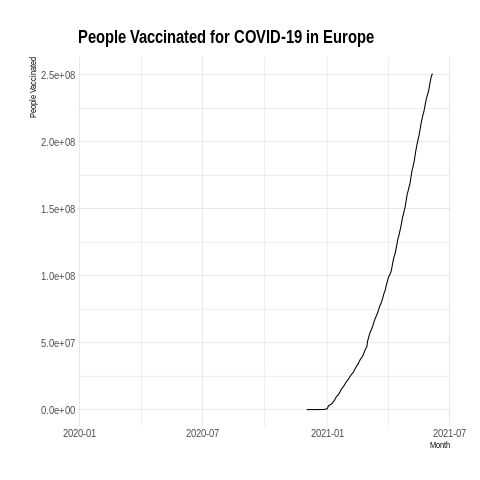 People Vaccinated for COVID-19 in Europe
People Vaccinated
2.5e+08
2.0e+08
1.5e+08
1.0e+08
5.0e+07
0.0e+00
2020-01 2020-07 2021-01 2021-07
Month